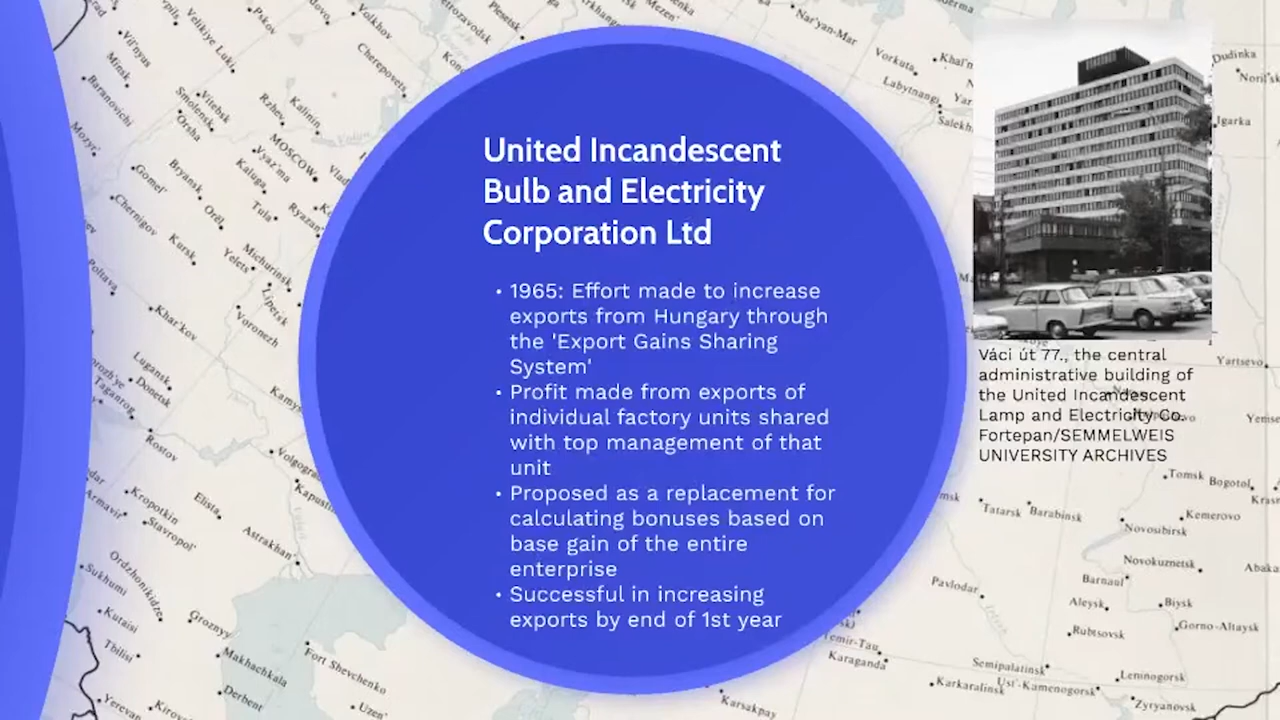 United Incandescent
Bulb and Electricity
Corporation Ltd
• 1965: Effort made to increase
exports from Hungary through
the 'Export Gains Sharing
System'
• Profit made from exports of
individual factory units shared
with top management of that
unit
• Proposed as a replacement for
calculating bonuses based on
base gain of the entire
enterprise
• Successful in increasing
exports by end of 1st year
Váci út 77., the central
administrative building of
the United Incandescent
Lamp and Electricity Co.
Fortepan/SEMMELWEIS
UNIVERSITY ARCHIVES
Velikiye Luki
Pskov
Volkhov
Cherepovets
Petrozavodsk
Plesetsk
Mezen'
Nar'yan-Mar
Vorkuta
Labytnangi
Dudinka
Igarka
Vil'nyus
Minsk
Baranovichi
Mozyr'
Smolensk
Vitebsk
Orsha
Rzhev
Kalinin
MOSCOW
Vyaz'ma
Kaluga
Tula
Ryazan'
Gomel'
Bryansk
Orël
Chernigov
Kursk
Michurinsk
Yelets
Lipetsk
Voronezh
Poltava
Khar'kov
Lugansk
Donetsk
Taganrog
Rostov
Kropotkin
Armavir
Stavropol'
Elista
Astrakhan'
Ordzhonikidze
Sukhumi
Kutaisi
Groznyy
Tbilisi
Makhachkala
Derbent
Yerevan
Fort Shevchenko
Uzen'
Karsakpay
Yartsevo
Tomsk
Bogotol
Tatarsk
Barabinsk
Kemerovo
Novosibirsk
Novokuznetsk
Barnaul
Pavlodar
Aleysk
Biysk
Rubtsovsk
Gorno-Altaysk
Karaganda
Semipalatinsk
Leninogorsk
Karkaralinsk
Ust'-Kamenogorsk
Zyryanovsk